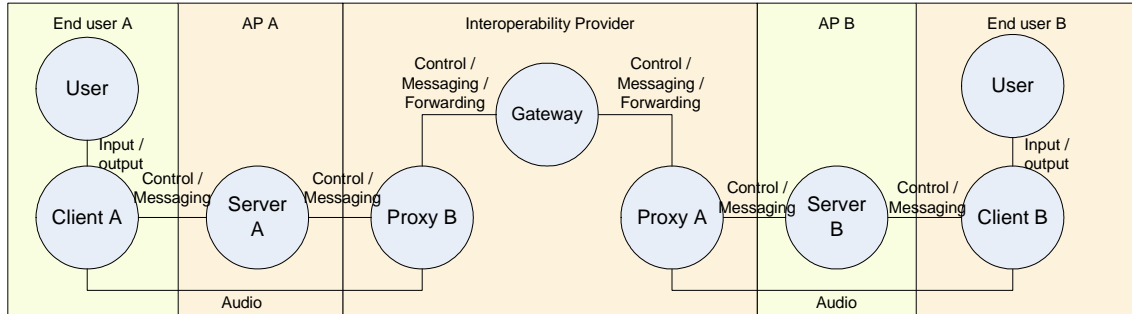 End user A
AP A
Interoperability Provider
AP B
End user B
User
Control /
Messaging /
Forwarding
Gateway
Control /
Messaging /
Forwarding
User
Input /
output
Input /
output
Client A
Control /
Messaging
Server
A
Control /
Messaging
Proxy B
Proxy A
Control /
Messaging
Server
B
Control /
Messaging
Client B
Audio
Audio